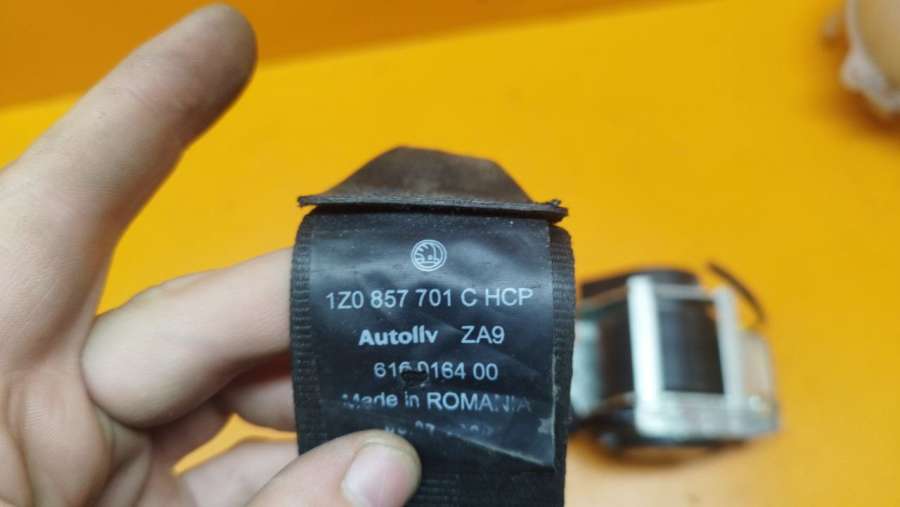 1Z0 857 701 C HCP
Autoliv ZA9
616 0164 00
Made in ROMANIA